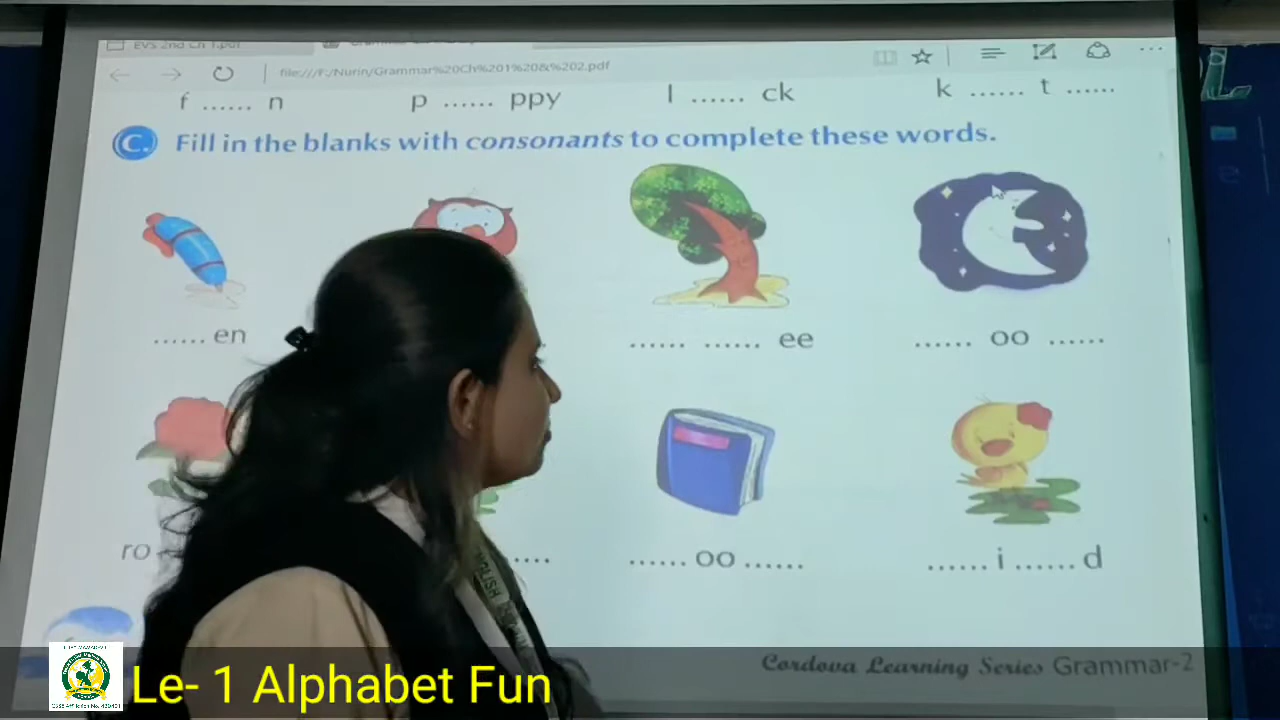 EVS 2nd Ch 1.pdf
file:///F:/Nurin/Grammar%20Ch%201%20&%202.pdf
f ...... n p ...... ppy l ...... ck k ...... t ......
C. Fill in the blanks with consonants to complete these words.
...... en ...... ...... ee ...... oo ......
ro .... ...... oo ...... ...... i ...... d
Cordova Learning Series Grammar-2
Le- 1 Alphabet Fun